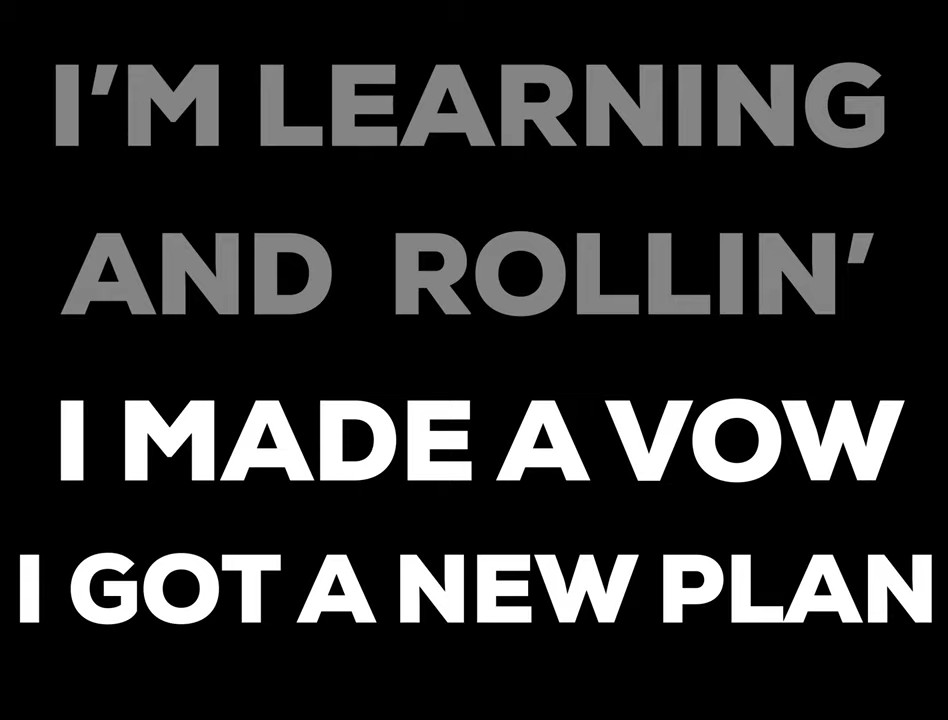 I’M LEARNING
AND ROLLIN’
I MADE A VOW
I GOT A NEW PLAN